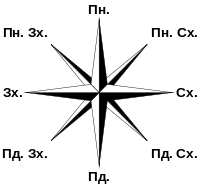 Пн.
Пн. Зх. Пн. Сх.
Зх. Сх.
Пд. Зх. Пд. Сх.
Пд.